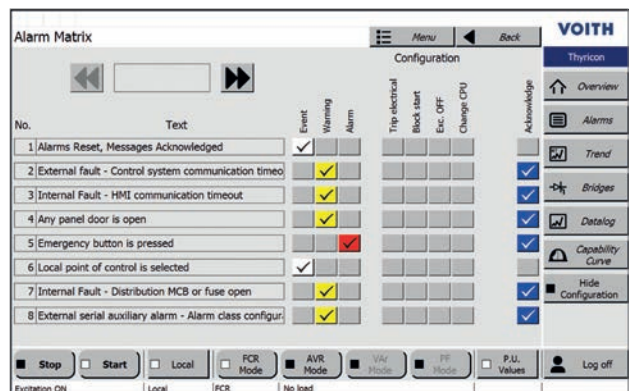 Alarm Matrix
Menu
Back
VOITH
Thyricon
Configuration
No.
Text
Event
Warning
Alarm
Trip electrical
Block start
Exc. OFF
Change CPU
Acknowledge
1 Alarms Reset, Messages Acknowledged
2 External fault - Control system communication timeo
3 Internal Fault - HMI communication timeout
4 Any panel door is open
5 Emergency button is pressed
6 Local point of control is selected
7 Internal Fault - Distribution MCB or fuse open
8 External serial auxiliary alarm - Alarm class configur
Overview
Alarms
Trend
Bridges
Datalog
Capability
Curve
Hide
Configuration
Stop
Start
Local
FCR
Mode
AVR
Mode
VAr
Mode
PF
Mode
P.U.
Values
Log off
Excitation ON
Local
FCR
No load